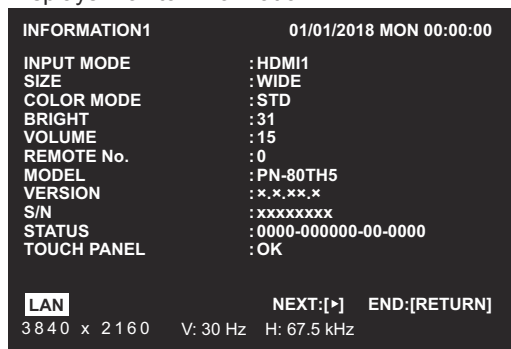 INFORMATION1 01/01/2018 MON 00:00:00
INPUT MODE :HDMI1
SIZE :WIDE
COLOR MODE :STD
BRIGHT :31
VOLUME :15
REMOTE No. :0
MODEL :PN-80TH5
VERSION :×.×.××.×
S/N :xxxxxxxx
STATUS :0000-000000-00-0000
TOUCH PANEL :OK
LAN NEXT:[▸] END:[RETURN]
3840 x 2160 V: 30 Hz H: 67.5 kHz